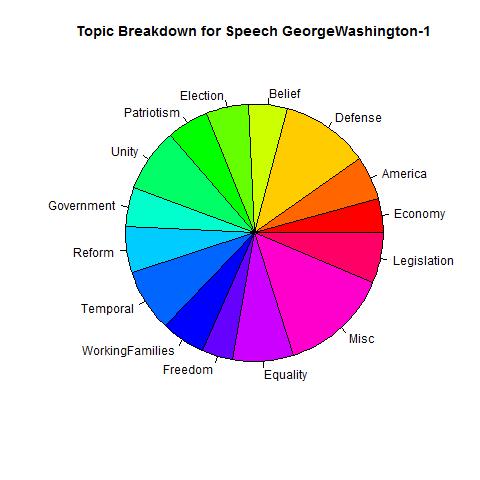 Topic Breakdown for Speech GeorgeWashington-1
Belief
Election
Defense
Patriotism
Unity
America
Government
Economy
Reform
Legislation
Temporal
Misc
WorkingFamilies
Freedom
Equality